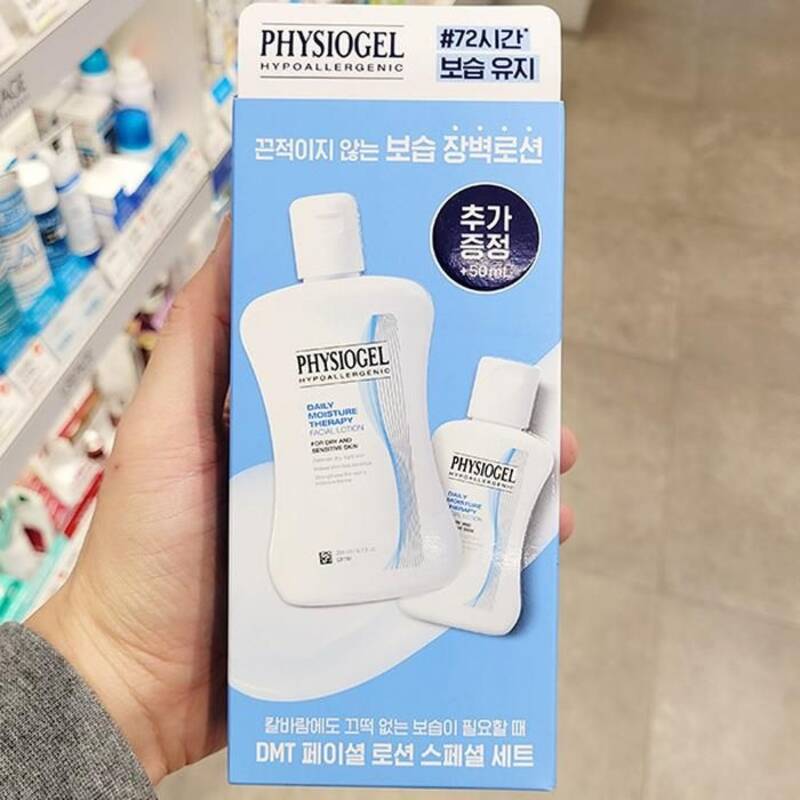 PHYSIOGEL
HYPOALLERGENIC
#72시간*
보습 유지
끈적이지 않는 보습 장벽로션
추가
증정
+50mL
PHYSIOGEL
HYPOALLERGENIC
DAILY
MOISTURE
THERAPY
FACIAL LOTION
FOR DRY AND
SENSITIVE SKIN
PHYSIOGEL
HYPOALLERGENIC
DAILY
MOISTURE
THERAPY
칼바람에도 끄떡 없는 보습이 필요할 때
DMT 페이셜 로션 스페셜 세트